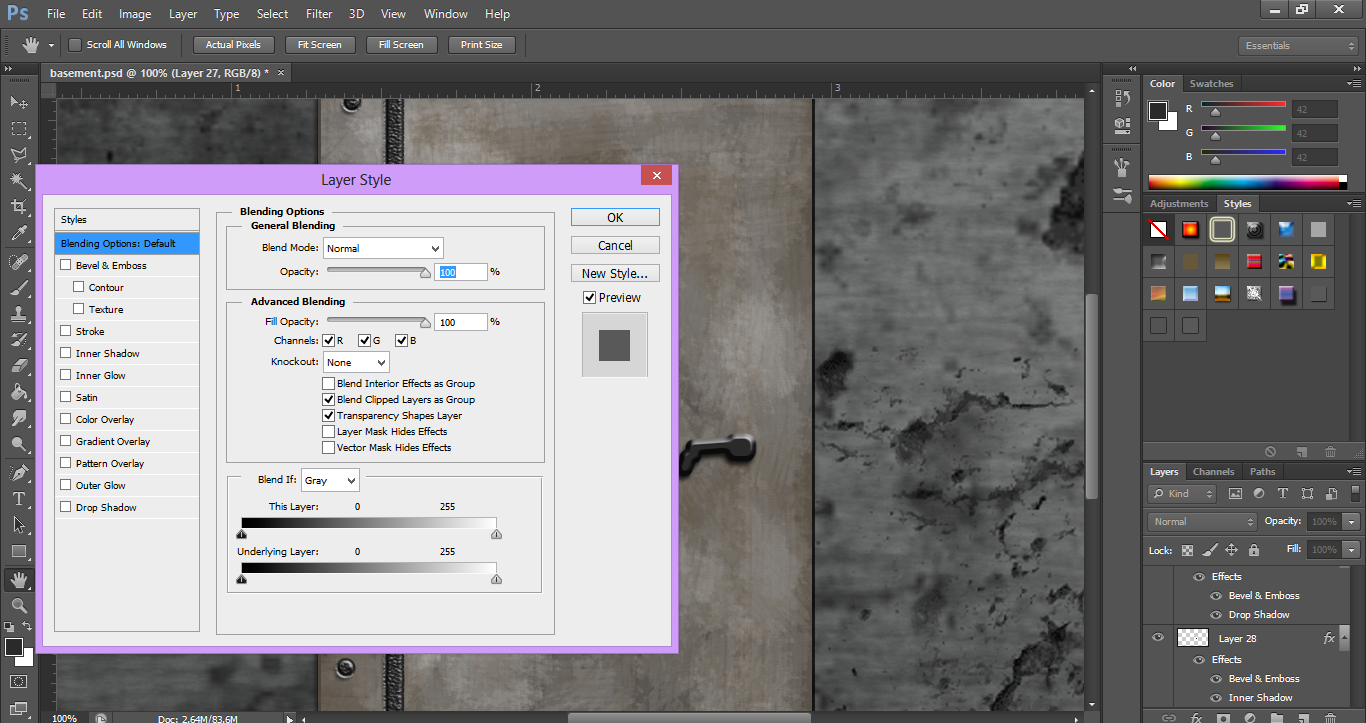 Ps File Edit Image Layer Type Select Filter 3D View Window Help
Scroll All Windows Actual Pixels Fit Screen Fill Screen Print Size Essentials
basement.psd @ 100% (Layer 27, RGB/8) * ×
1 2 3
Layer Style
Styles
Blending Options: Default
Bevel & Emboss
Contour
Texture
Stroke
Inner Shadow
Inner Glow
Satin
Color Overlay
Gradient Overlay
Pattern Overlay
Outer Glow
Drop Shadow
Blending Options
General Blending
Blend Mode: Normal
Opacity: 100 %
Advanced Blending
Fill Opacity: 100 %
Channels: R G B
Knockout: None
Blend Interior Effects as Group
Blend Clipped Layers as Group
Transparency Shapes Layer
Layer Mask Hides Effects
Vector Mask Hides Effects
Blend If: Gray
This Layer: 0 255
Underlying Layer: 0 255
OK
Cancel
New Style...
Preview
Color Swatches
R 42
G 42
B 42
Adjustments Styles
Layers Channels Paths
Kind
Normal Opacity: 100%
Lock: Fill: 100%
Effects
Bevel & Emboss
Drop Shadow
Layer 28 fx
Effects
Bevel & Emboss
Inner Shadow
100% Doc: 2.64M/83.6M